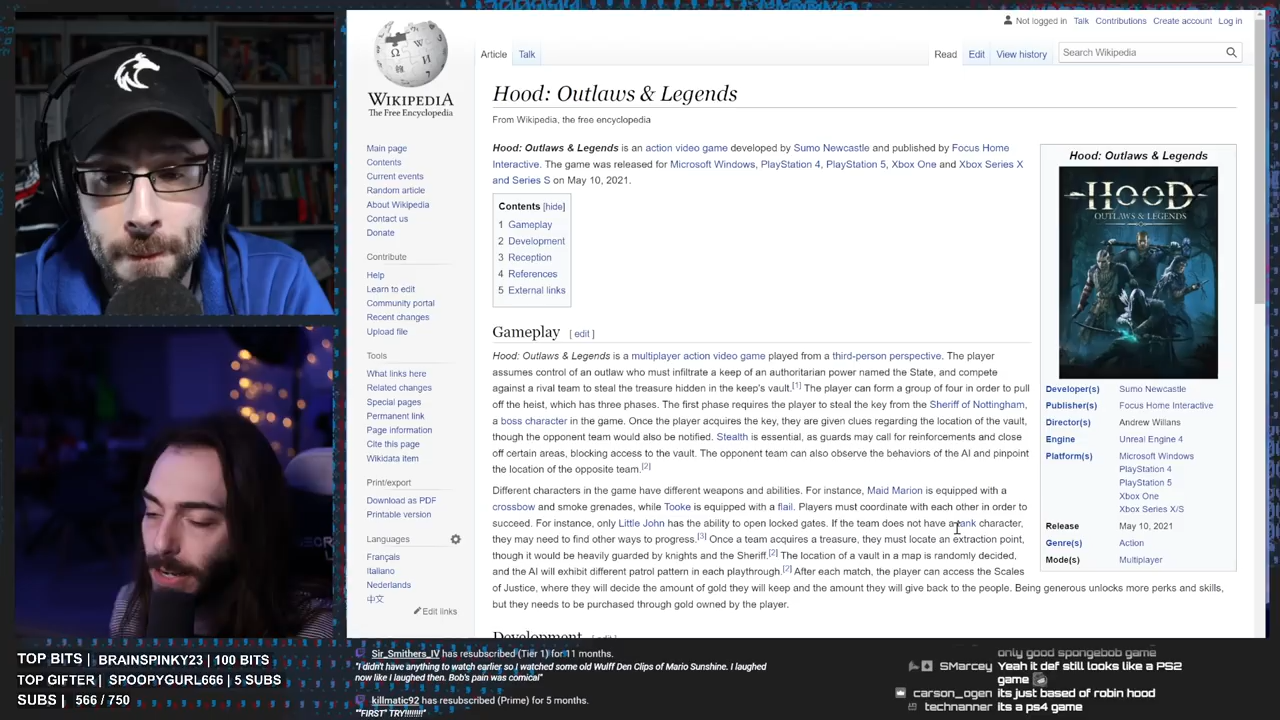 Not logged in Talk Contributions Create account Log in
WIKIPEDIA
The Free Encyclopedia
Article Talk
Read Edit View history
Search Wikipedia
Main page
Contents
Current events
Random article
About Wikipedia
Contact us
Donate
Contribute
Help
Learn to edit
Community portal
Recent changes
Upload file
Tools
What links here
Related changes
Special pages
Permanent link
Page information
Cite this page
Wikidata item
Print/export
Download as PDF
Printable version
Languages
Français
Italiano
Nederlands
中文
Edit links
Hood: Outlaws & Legends
From Wikipedia, the free encyclopedia
Hood: Outlaws & Legends is an action video game developed by Sumo Newcastle and published by Focus Home
Interactive. The game was released for Microsoft Windows, PlayStation 4, PlayStation 5, Xbox One and Xbox Series X
and Series S on May 10, 2021.
Contents [hide]
1 Gameplay
2 Development
3 Reception
4 References
5 External links
Gameplay [ edit ]
Hood: Outlaws & Legends is a multiplayer action video game played from a third-person perspective. The player
assumes control of an outlaw who must infiltrate a keep of an authoritarian power named the State, and compete
against a rival team to steal the treasure hidden in the keep's vault.[1] The player can form a group of four in order to pull
off the heist, which has three phases. The first phase requires the player to steal the key from the Sheriff of Nottingham,
a boss character in the game. Once the player acquires the key, they are given clues regarding the location of the vault,
though the opponent team would also be notified. Stealth is essential, as guards may call for reinforcements and close
off certain areas, blocking access to the vault. The opponent team can also observe the behaviors of the AI and pinpoint
the location of the opposite team.[2]
Different characters in the game have different weapons and abilities. For instance, Maid Marion is equipped with a
crossbow and smoke grenades, while Tooke is equipped with a flail. Players must coordinate with each other in order to
succeed. For instance, only Little John has the ability to open locked gates. If the team does not have a tank character,
they may need to find other ways to progress.[3] Once a team acquires a treasure, they must locate an extraction point,
though it would be heavily guarded by knights and the Sheriff.[2] The location of a vault in a map is randomly decided,
and the AI will exhibit different patrol pattern in each playthrough.[2] After each match, the player can access the Scales
of Justice, where they will decide the amount of gold they will keep and the amount they will give back to the people. Being generous unlocks more perks and skills,
but they needs to be purchased through gold owned by the player.
Development [ edit ]
Hood: Outlaws & Legends
HOOD
OUTLAWS & LEGENDS
Developer(s) Sumo Newcastle
Publisher(s) Focus Home Interactive
Director(s) Andrew Willans
Engine Unreal Engine 4
Platform(s) Microsoft Windows
PlayStation 4
PlayStation 5
Xbox One
Xbox Series X/S
Release May 10, 2021
Genre(s) Action
Mode(s) Multiplayer
TOP BITS | BRAINSPINKY23 | 100 BITS
TOP GIFTER | SPOOPYGURL666 | 5 SUBS
SUBS | 566 / 750
Sir_Smithers_IV has resubscribed (Tier 1) for 11 months.
"I didn't have anything to watch earlier so I watched some old Wulff Den Clips of Mario Sunshine. I laughed
now like I laughed then. Bob's pain was comical"
killmatic92 has resubscribed (Prime) for 5 months.
"*FIRST* TRY!!!!!!!!"
only good spongebob game
SMarcey Yeah it def still looks like a PS2
game
carson_ogen its just based of robin hood
technanner its a ps4 game